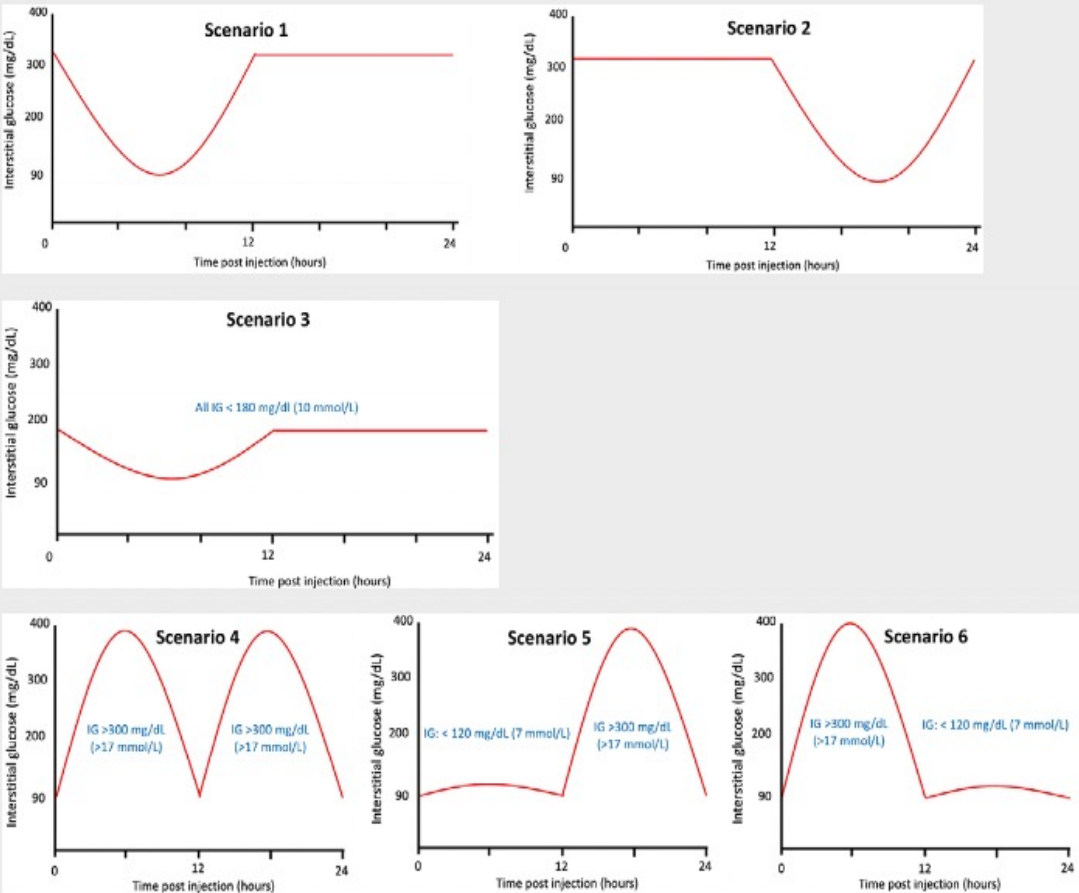 Scenario 1
Interstitial glucose (mg/dL)
400
300
200
90
0
12
24
Time post injection (hours)
Scenario 2
Interstitial glucose (mg/dL)
400
300
200
90
0
12
24
Time post injection (hours)
Scenario 3
Interstitial glucose (mg/dL)
400
300
200
90
All IG < 180 mg/dl (10 mmol/L)
0
12
24
Time post injection (hours)
Scenario 4
Interstitial glucose (mg/dL)
400
300
200
90
IG >300 mg/dL
(>17 mmol/L)
IG >300 mg/dL
(>17 mmol/L)
0
12
24
Time post injection (hours)
Scenario 5
Interstitial glucose (mg/dL)
400
300
200
90
IG: < 120 mg/dL (7 mmol/L)
IG >300 mg/dL
(>17 mmol/L)
0
12
24
Time post injection (hours)
Scenario 6
Interstitial glucose (mg/dL)
400
300
200
90
IG >300 mg/dL
(>17 mmol/L)
IG: < 120 mg/dL (7 mmol/L)
0
12
24
Time post injection (hours)